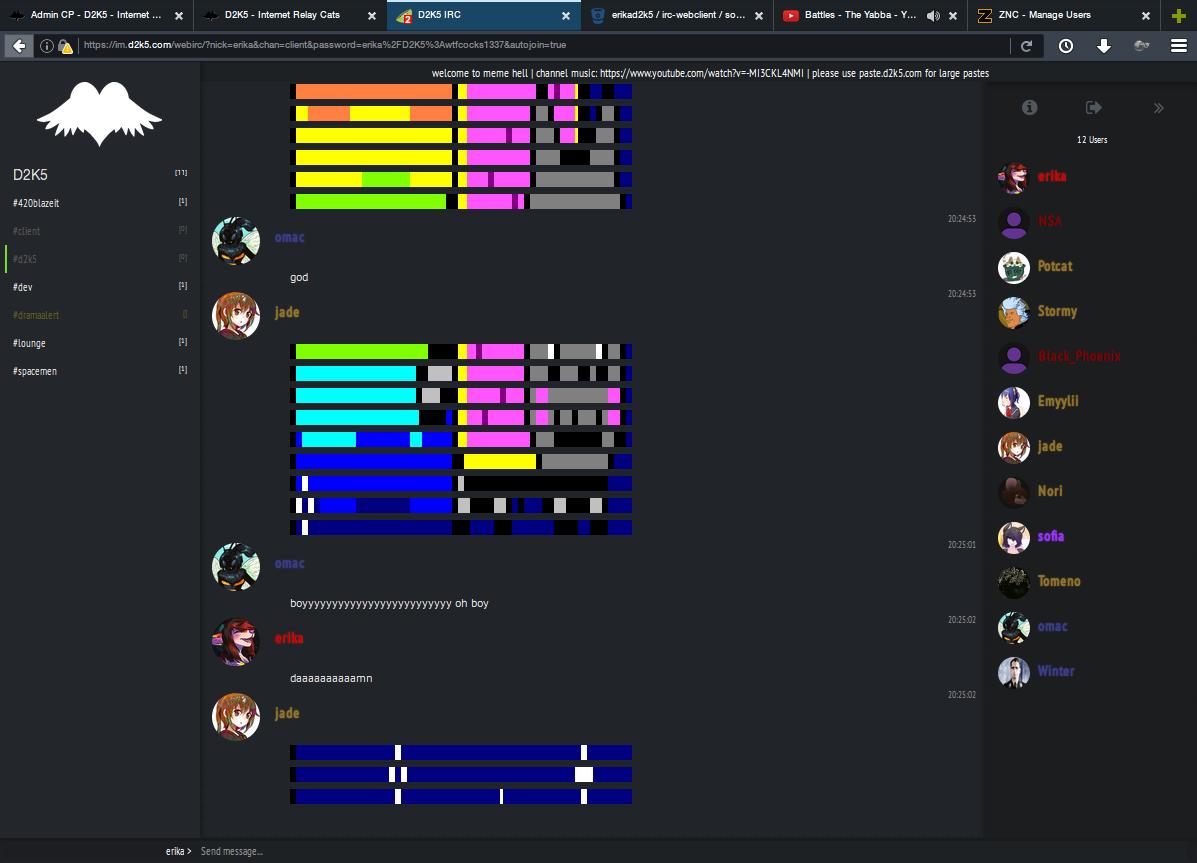 Admin CP - D2K5 - Internet ...
D2K5 - Internet Relay Cats
D2K5 IRC
erikad2k5 / irc-webclient / so...
Battles - The Yabba - Y...
ZNC - Manage Users
https://im.d2k5.com/webirc/?nick=erika&chan=client&password=erika%2FD2K5%3Awtfcocks1337&autojoin=true
welcome to meme hell | channel music: https://www.youtube.com/watch?v=-MI3CKL4NMI | please use paste.d2k5.com for large pastes
D2K5 [11]
#420blazeit [1]
#client [0]
#d2k5 [0]
#dev [1]
#dramaalert []
#lounge [1]
#spacemen [1]
20:24:53
omac
god
20:24:53
jade
20:25:01
omac
boyyyyyyyyyyyyyyyyyyyyyyyyy oh boy
20:25:02
erika
daaaaaaaaaamn
20:25:02
jade
erika > Send message...
12 Users
erika
NSA
Potcat
Stormy
Black_Phoenix
Emyylii
jade
Nori
sofia
Tomeno
omac
Winter